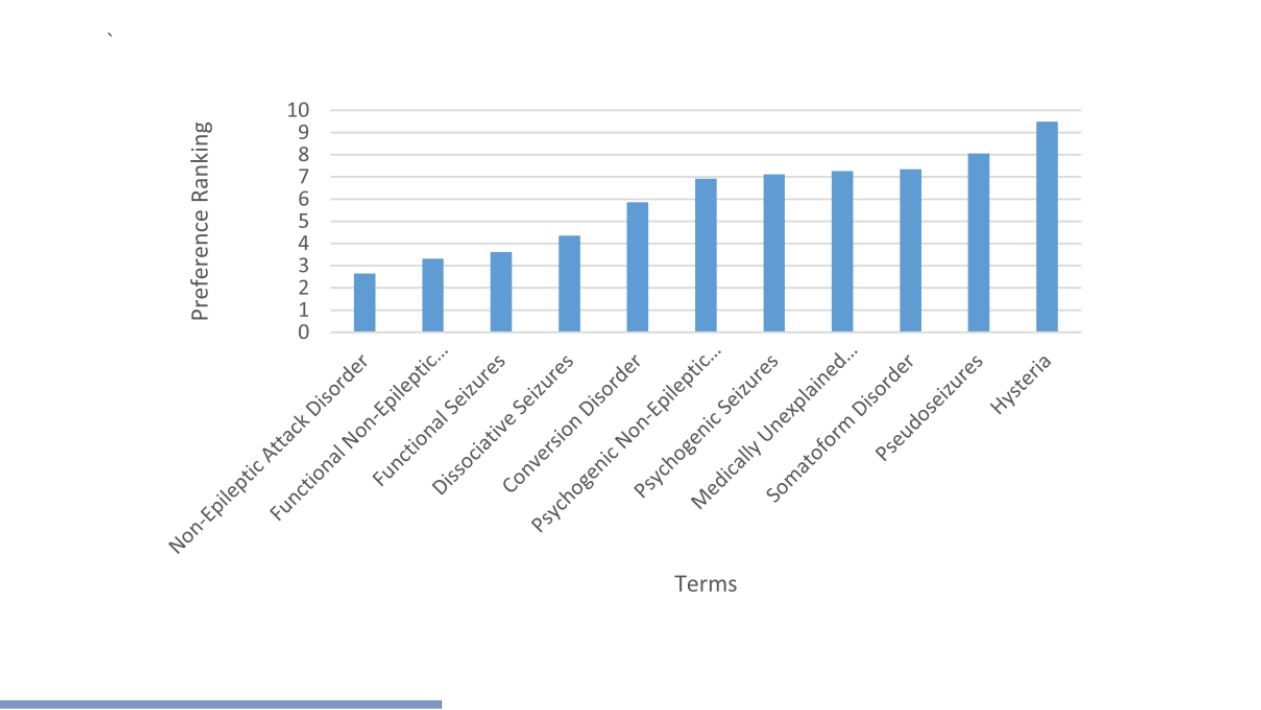 `
Preference Ranking
10
9
8
7
6
5
4
3
2
1
0
Non-Epileptic Attack Disorder
Functional Non-Epileptic...
Functional Seizures
Dissociative Seizures
Conversion Disorder
Psychogenic Non-Epileptic...
Psychogenic Seizures
Medically Unexplained...
Somatoform Disorder
Pseudoseizures
Hysteria
Terms